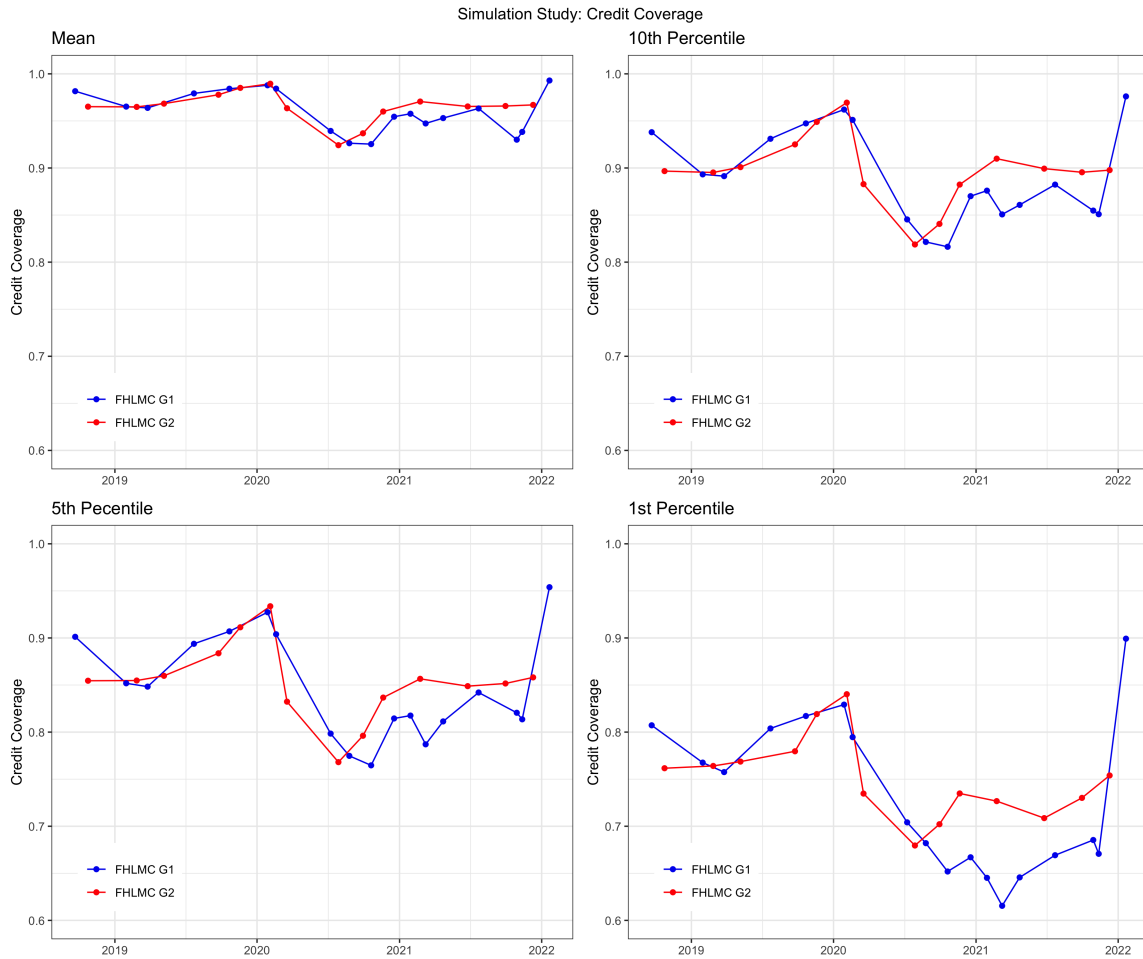 Simulation Study: Credit Coverage
Mean
Credit Coverage
1.0
0.9
0.8
0.7
0.6
FHLMC G1
FHLMC G2
2019 2020 2021 2022
10th Percentile
Credit Coverage
1.0
0.9
0.8
0.7
0.6
FHLMC G1
FHLMC G2
2019 2020 2021 2022
5th Pecentile
Credit Coverage
1.0
0.9
0.8
0.7
0.6
FHLMC G1
FHLMC G2
2019 2020 2021 2022
1st Percentile
Credit Coverage
1.0
0.9
0.8
0.7
0.6
FHLMC G1
FHLMC G2
2019 2020 2021 2022